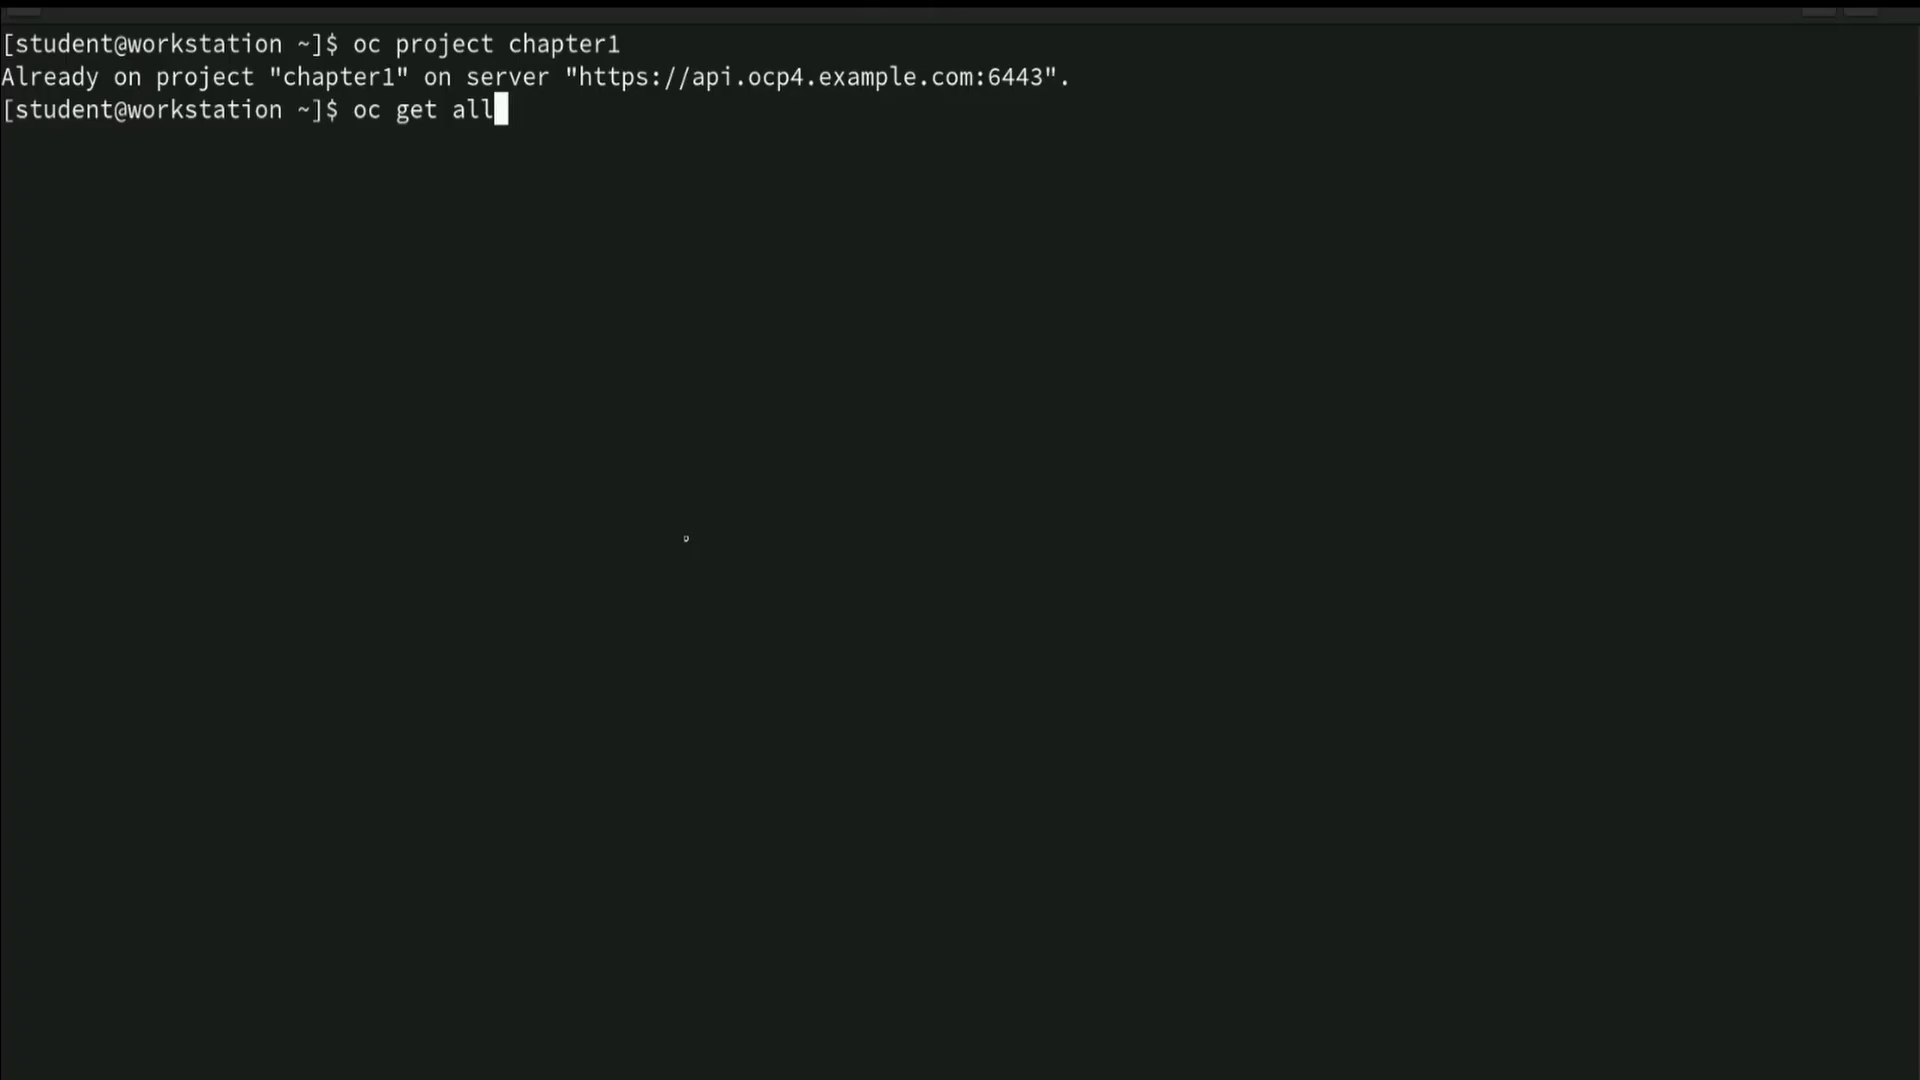 [student@workstation ~]$ oc project chapter1
Already on project "chapter1" on server "https://api.ocp4.example.com:6443".
[student@workstation ~]$ oc get all